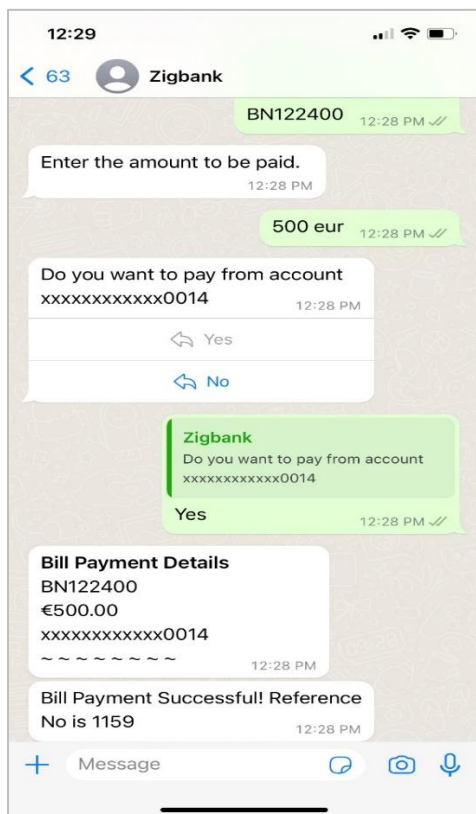 12:29
63 Zigbank
BN122400 12:28 PM
Enter the amount to be paid.
12:28 PM
500 eur 12:28 PM
Do you want to pay from account
xxxxxxxxxxxx0014 12:28 PM
Yes
No
Zigbank
Do you want to pay from account
xxxxxxxxxxxx0014
Yes 12:28 PM
Bill Payment Details
BN122400
€500.00
xxxxxxxxxxxx0014
~ ~ ~ ~ ~ ~ ~ ~ 12:28 PM
Bill Payment Successful! Reference
No is 1159 12:28 PM
Message